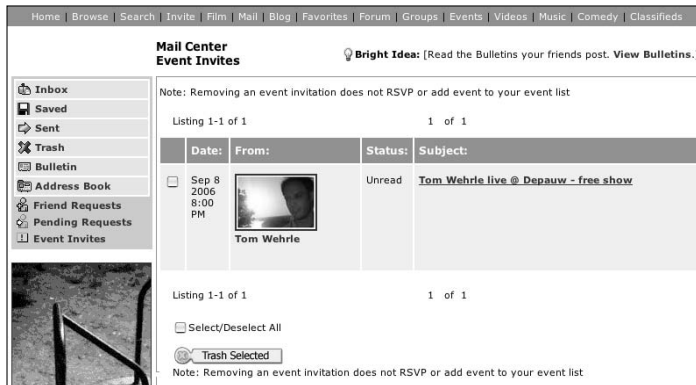 Home | Browse | Search | Invite | Film | Mail | Blog | Favorites | Forum | Groups | Events | Videos | Music | Comedy | Classifieds
Mail Center
Event Invites
Bright Idea: [Read the Bulletins your friends post. View Bulletins.]
Inbox
Saved
Sent
Trash
Bulletin
Address Book
Friend Requests
Pending Requests
Event Invites
Note: Removing an event invitation does not RSVP or add event to your event list
Listing 1-1 of 1 1 of 1
Date: From: Status: Subject:
Sep 8
2006
8:00
PM
Tom Wehrle
Unread
Tom Wehrle live @ Depauw - free show
Listing 1-1 of 1 1 of 1
Select/Deselect All
Trash Selected
Note: Removing an event invitation does not RSVP or add event to your event list